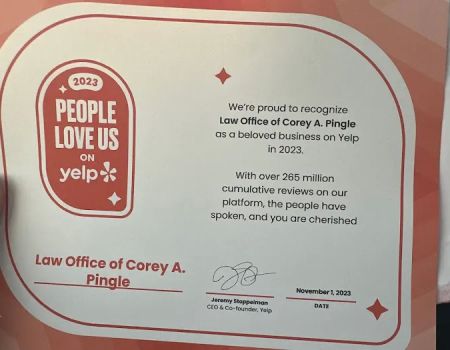 2023
PEOPLE
LOVE US
ON
yelp
We're proud to recognize
Law Office of Corey A. Pingle
as a beloved business on Yelp
in 2023.
With over 265 million
cumulative reviews on our
platform, the people have
spoken, and you are cherished
Law Office of Corey A.
Pingle
Jeremy Stoppelman
CEO & Co-founder, Yelp
November 1, 2023
DATE